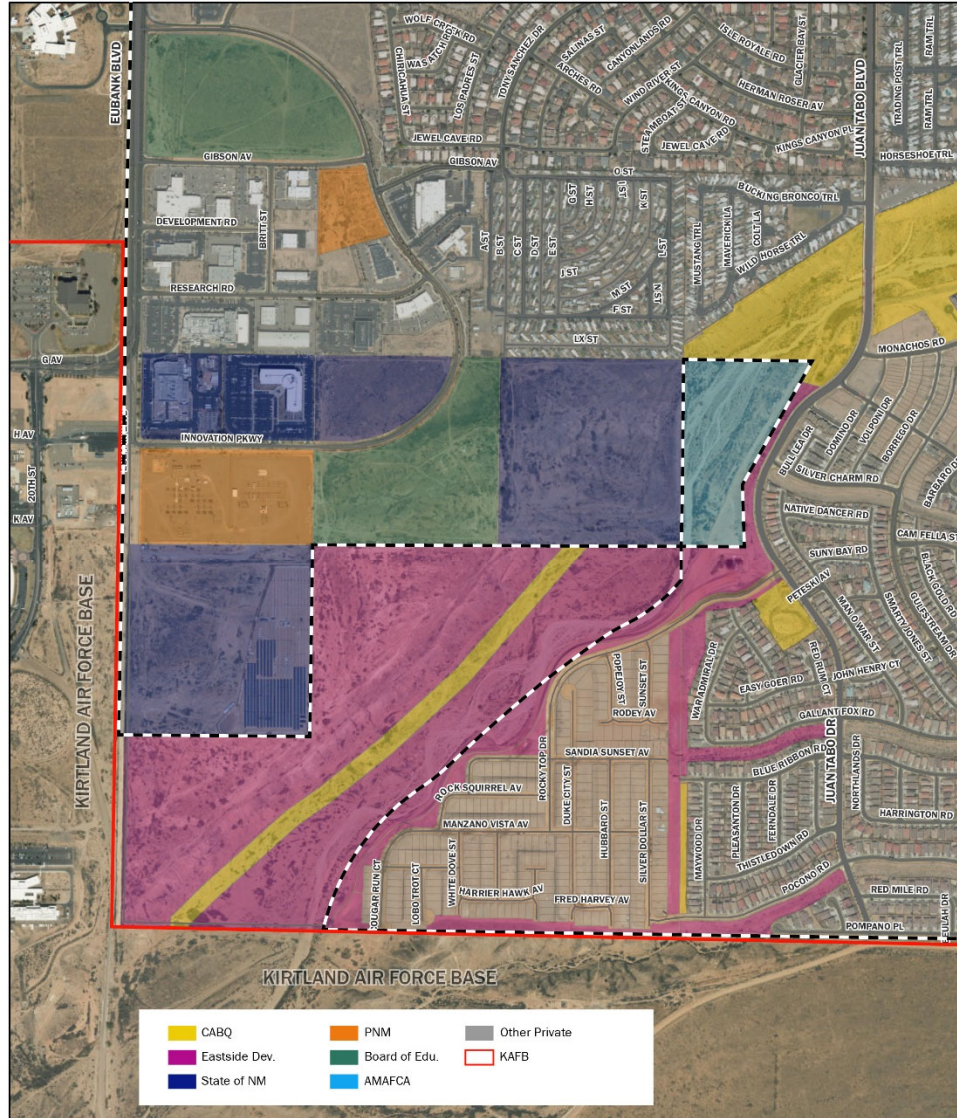 EUBANK BLVD
WOLF CREEK RD
WASATCH RD
CHIRICAHUA ST
LOS PADRES ST
TONY SANCHEZ DR
SALINAS ST
ARCHES RD
CANYONLANDS RD
WIND RIVER ST
ISLE ROYALE RD
GLACIER BAY ST
HERMAN ROSER AV
KINGS CANYON RD
STEAMBOAT ST
JEWEL CAVE RD
JEWEL CAVE RD
KINGS CANYON PL
JUAN TABO BLVD
TRADING POST TRL
RAM TRL
RAM TRL
HORSESHOE TRL
GIBSON AV
GIBSON AV
O ST
BUCKING BRONCO TRL
DEVELOPMENT RD
BRITT ST
A ST
B ST
C ST
D ST
E ST
G ST
H ST
I ST
K ST
L ST
MUSTANG TRL
MAVERICK LA
COLT LA
WILD HORSE TRL
J ST
M ST
N ST
F ST
RESEARCH RD
LX ST
G AV
MONACHOS RD
H AV
20TH ST
K AV
INNOVATION PKWY
BULL LEA DR
DOMINO DR
VOLPONI DR
BORREGO DR
BARBARO DR
SILVER CHARM RD
NATIVE DANCER RD
CAM FELLA ST
SUNY BAY RD
BLACK GOLD RD
GULFSTREAM DR
SMARTY JONES ST
PETESKI AV
MAN O WAR ST
RED RUM CT
JOHN HENRY CT
KIRTLAND AIR FORCE BASE
POPEJOY ST
SUNSET ST
WAR ADMIRAL DR
EASY GOER RD
RODEY AV
GALLANT FOX RD
SANDIA SUNSET AV
BLUE RIBBON RD
JUAN TABO DR
NORTHLANDS DR
ROCKY TOP DR
DUKE CITY ST
ROCK SQUIRREL AV
HUBBARD ST
SILVER DOLLAR ST
MAYWOOD DR
PLEASANTON DR
FERNDALE DR
HARRINGTON RD
MANZANO VISTA AV
THISTLEDOWN RD
COUGAR RUN CT
LOBO TROT CT
WHITE DOVE ST
HARRIER HAWK AV
FRED HARVEY AV
POCONO RD
RED MILE RD
POMPANO PL
BEULAH DR
KIRTLAND AIR FORCE BASE
CABQ
PNM
Other Private
Eastside Dev.
Board of Edu.
KAFB
State of NM
AMAFCA